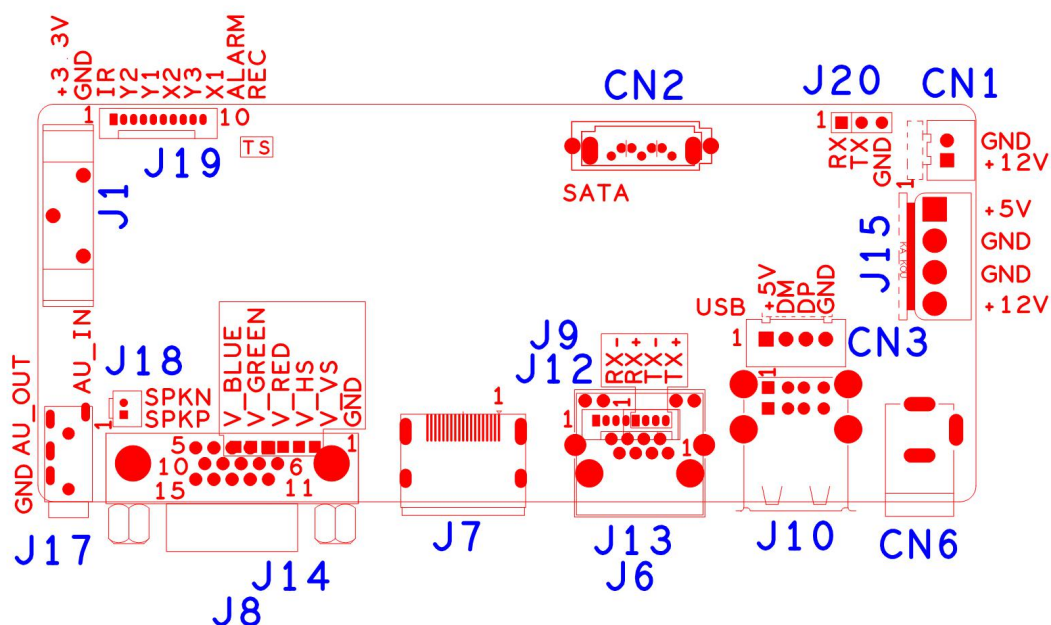 +3.3V
GND
IR
Y2
Y1
X2
Y3
X1
ALARM
REC
1
10
J19
TS
J1
CN2
SATA
J20
1
RX
TX
GND
CN1
GND
+12V
1
J15
+5V
GND
GND
+12V
USB
+5V
DM
DP
GND
1
CN3
1
J9
J12
RX-
RX+
TX-
TX+
1
1
1
J13
J6
J10
CN6
1
J7
V_BLUE
V_GREEN
V_RED
V_HS
V_VS
GND
5
1
10
6
15
11
J14
J8
J18
SPKN
SPKP
1
AU_IN
AU_OUT
GND
J17